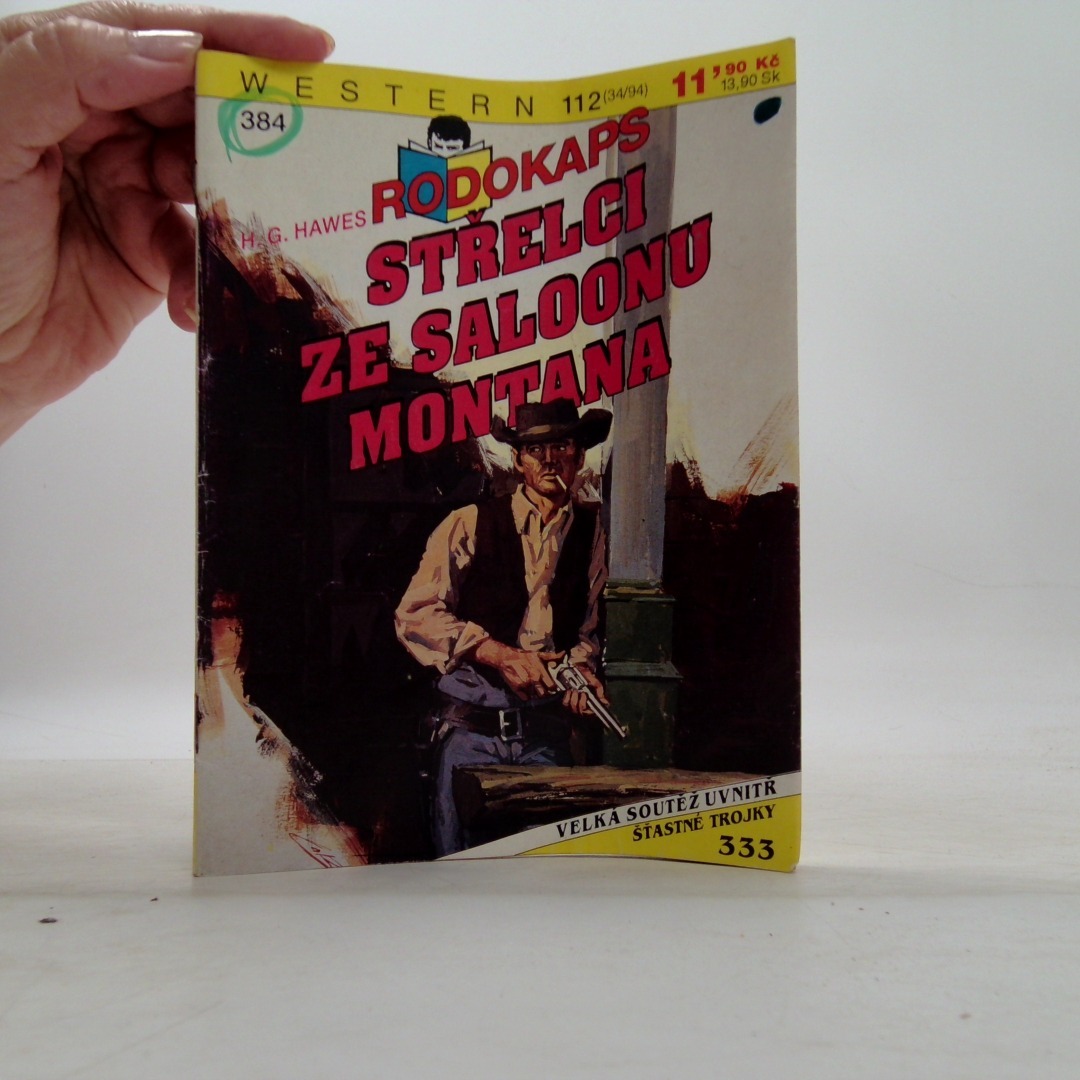 WESTERN 112 (34/94) 11,90 Kč
13,90 Sk
384
RODOKAPS
H. G. HAWES
STŘELCI
ZE SALOONU
MONTANA
VELKÁ SOUTĚŽ UVNITŘ
ŠŤASTNÉ TROJKY
333